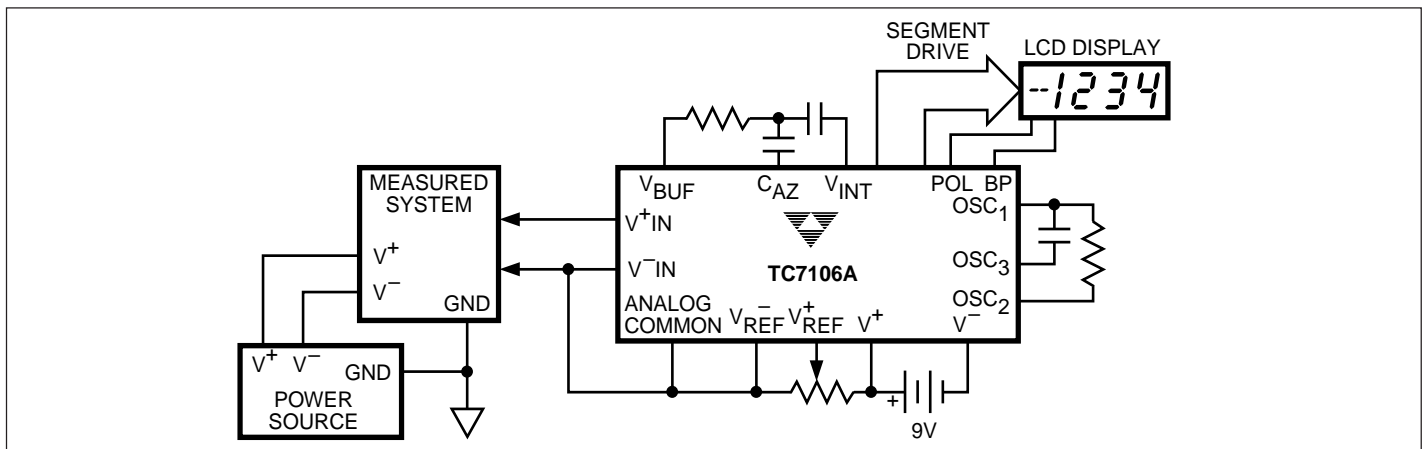 SEGMENT
DRIVE
LCD DISPLAY
--1234
MEASURED
SYSTEM
V+
V−
GND
V+ V− GND
POWER
SOURCE
VBUF CAZ VINT POL BP
V+IN
V−IN
TC7106A
OSC1
OSC3
OSC2
ANALOG
COMMON
V−REF V+REF V+ V−
+
9V